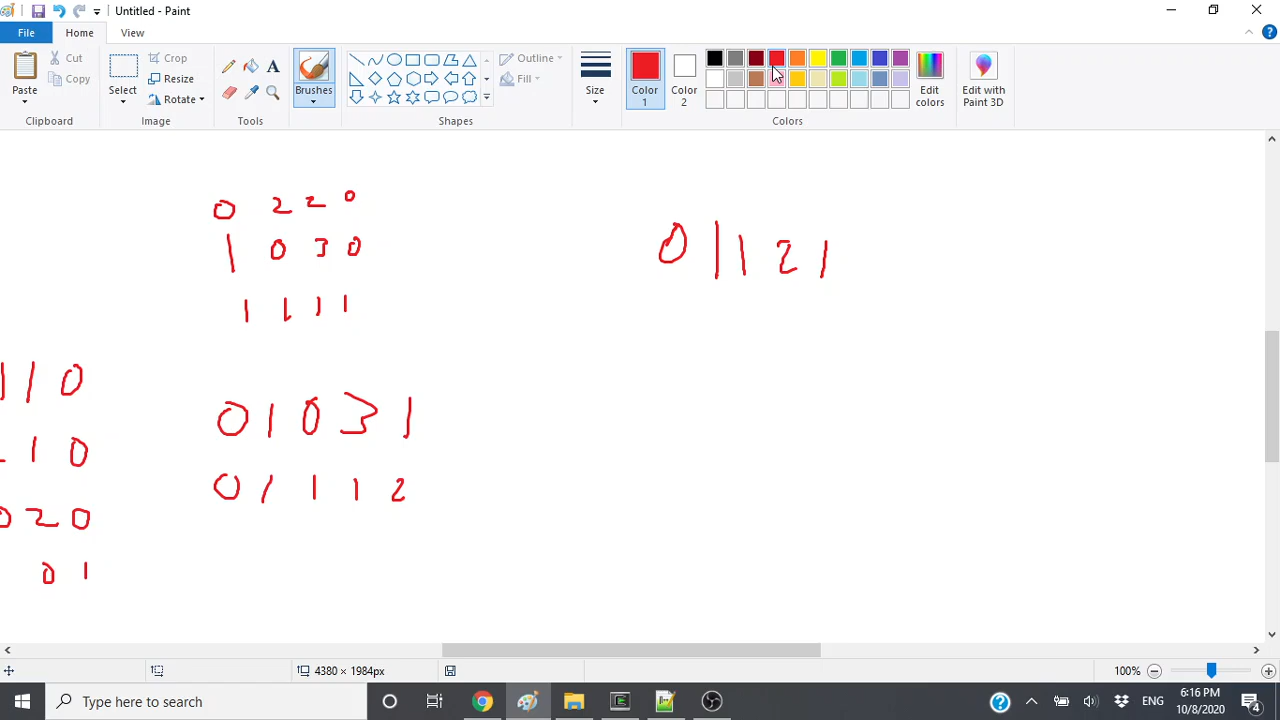 Untitled - Paint
File
Home
View
Paste
Cut
Copy
Clipboard
Select
Crop
Resize
Rotate
Image
A
Tools
Brushes
Outline
Fill
Shapes
Size
Color 1
Color 2
Edit colors
Colors
Edit with Paint 3D
0 2 2 0
1 0 3 0
1 1 1 1
0 1 1 2 1
1 1 0
1 0
0 1 0 3 1
0 1 1 1 2
0 2 0
0 1
4380 × 1984px
100%
Type here to search
ENG
6:16 PM
10/8/2020
4